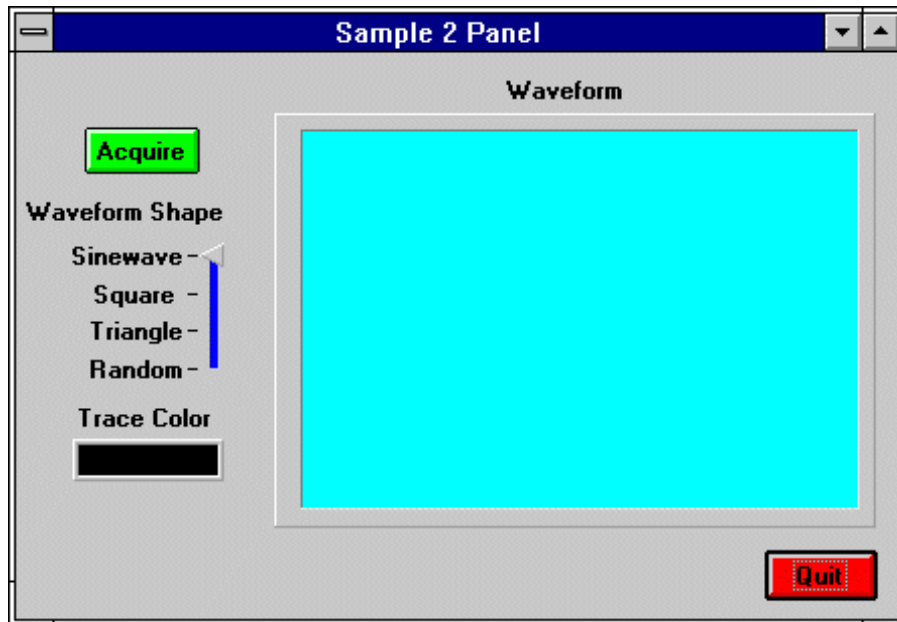 Sample 2 Panel
Waveform
Acquire
Waveform Shape
Sinewave
Square
Triangle
Random
Trace Color
Quit